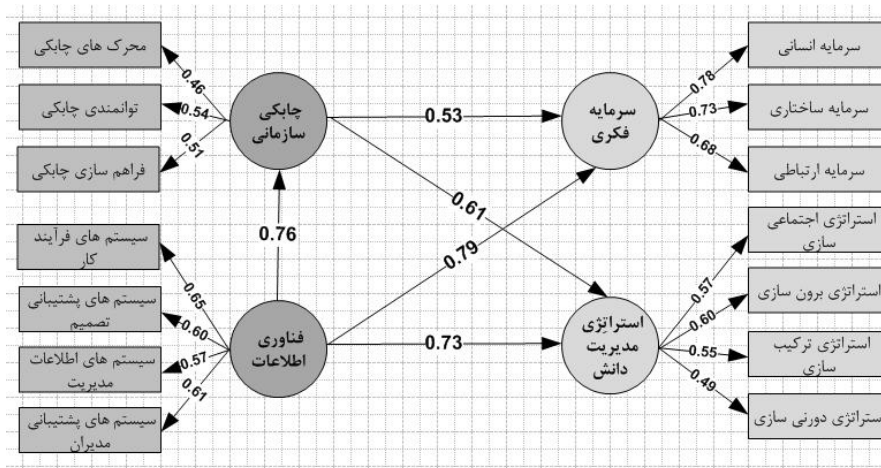 محرک های چابکی
توانمندی چابکی
فراهم سازی چابکی
سیستم های فرآیند
کار
سیستم های پشتیبانی
تصمیم
سیستم های اطلاعات
مدیریت
سیستم های پشتیبانی
مدیران
0.46
0.54
0.51
0.65
0.60
0.57
0.61
چابکی
سازمانی
0.76
فناوری
اطلاعات
0.53
0.61
0.79
0.73
سرمایه
فکری
استراتژی
مدیریت
دانش
0.78
0.73
0.68
0.57
0.60
0.55
0.49
سرمایه انسانی
سرمایه ساختاری
سرمایه ارتباطی
استراتژی اجتماعی
سازی
استراتژی برون سازی
استراتژی ترکیب
سازی
ستراتژی دورنی سازی